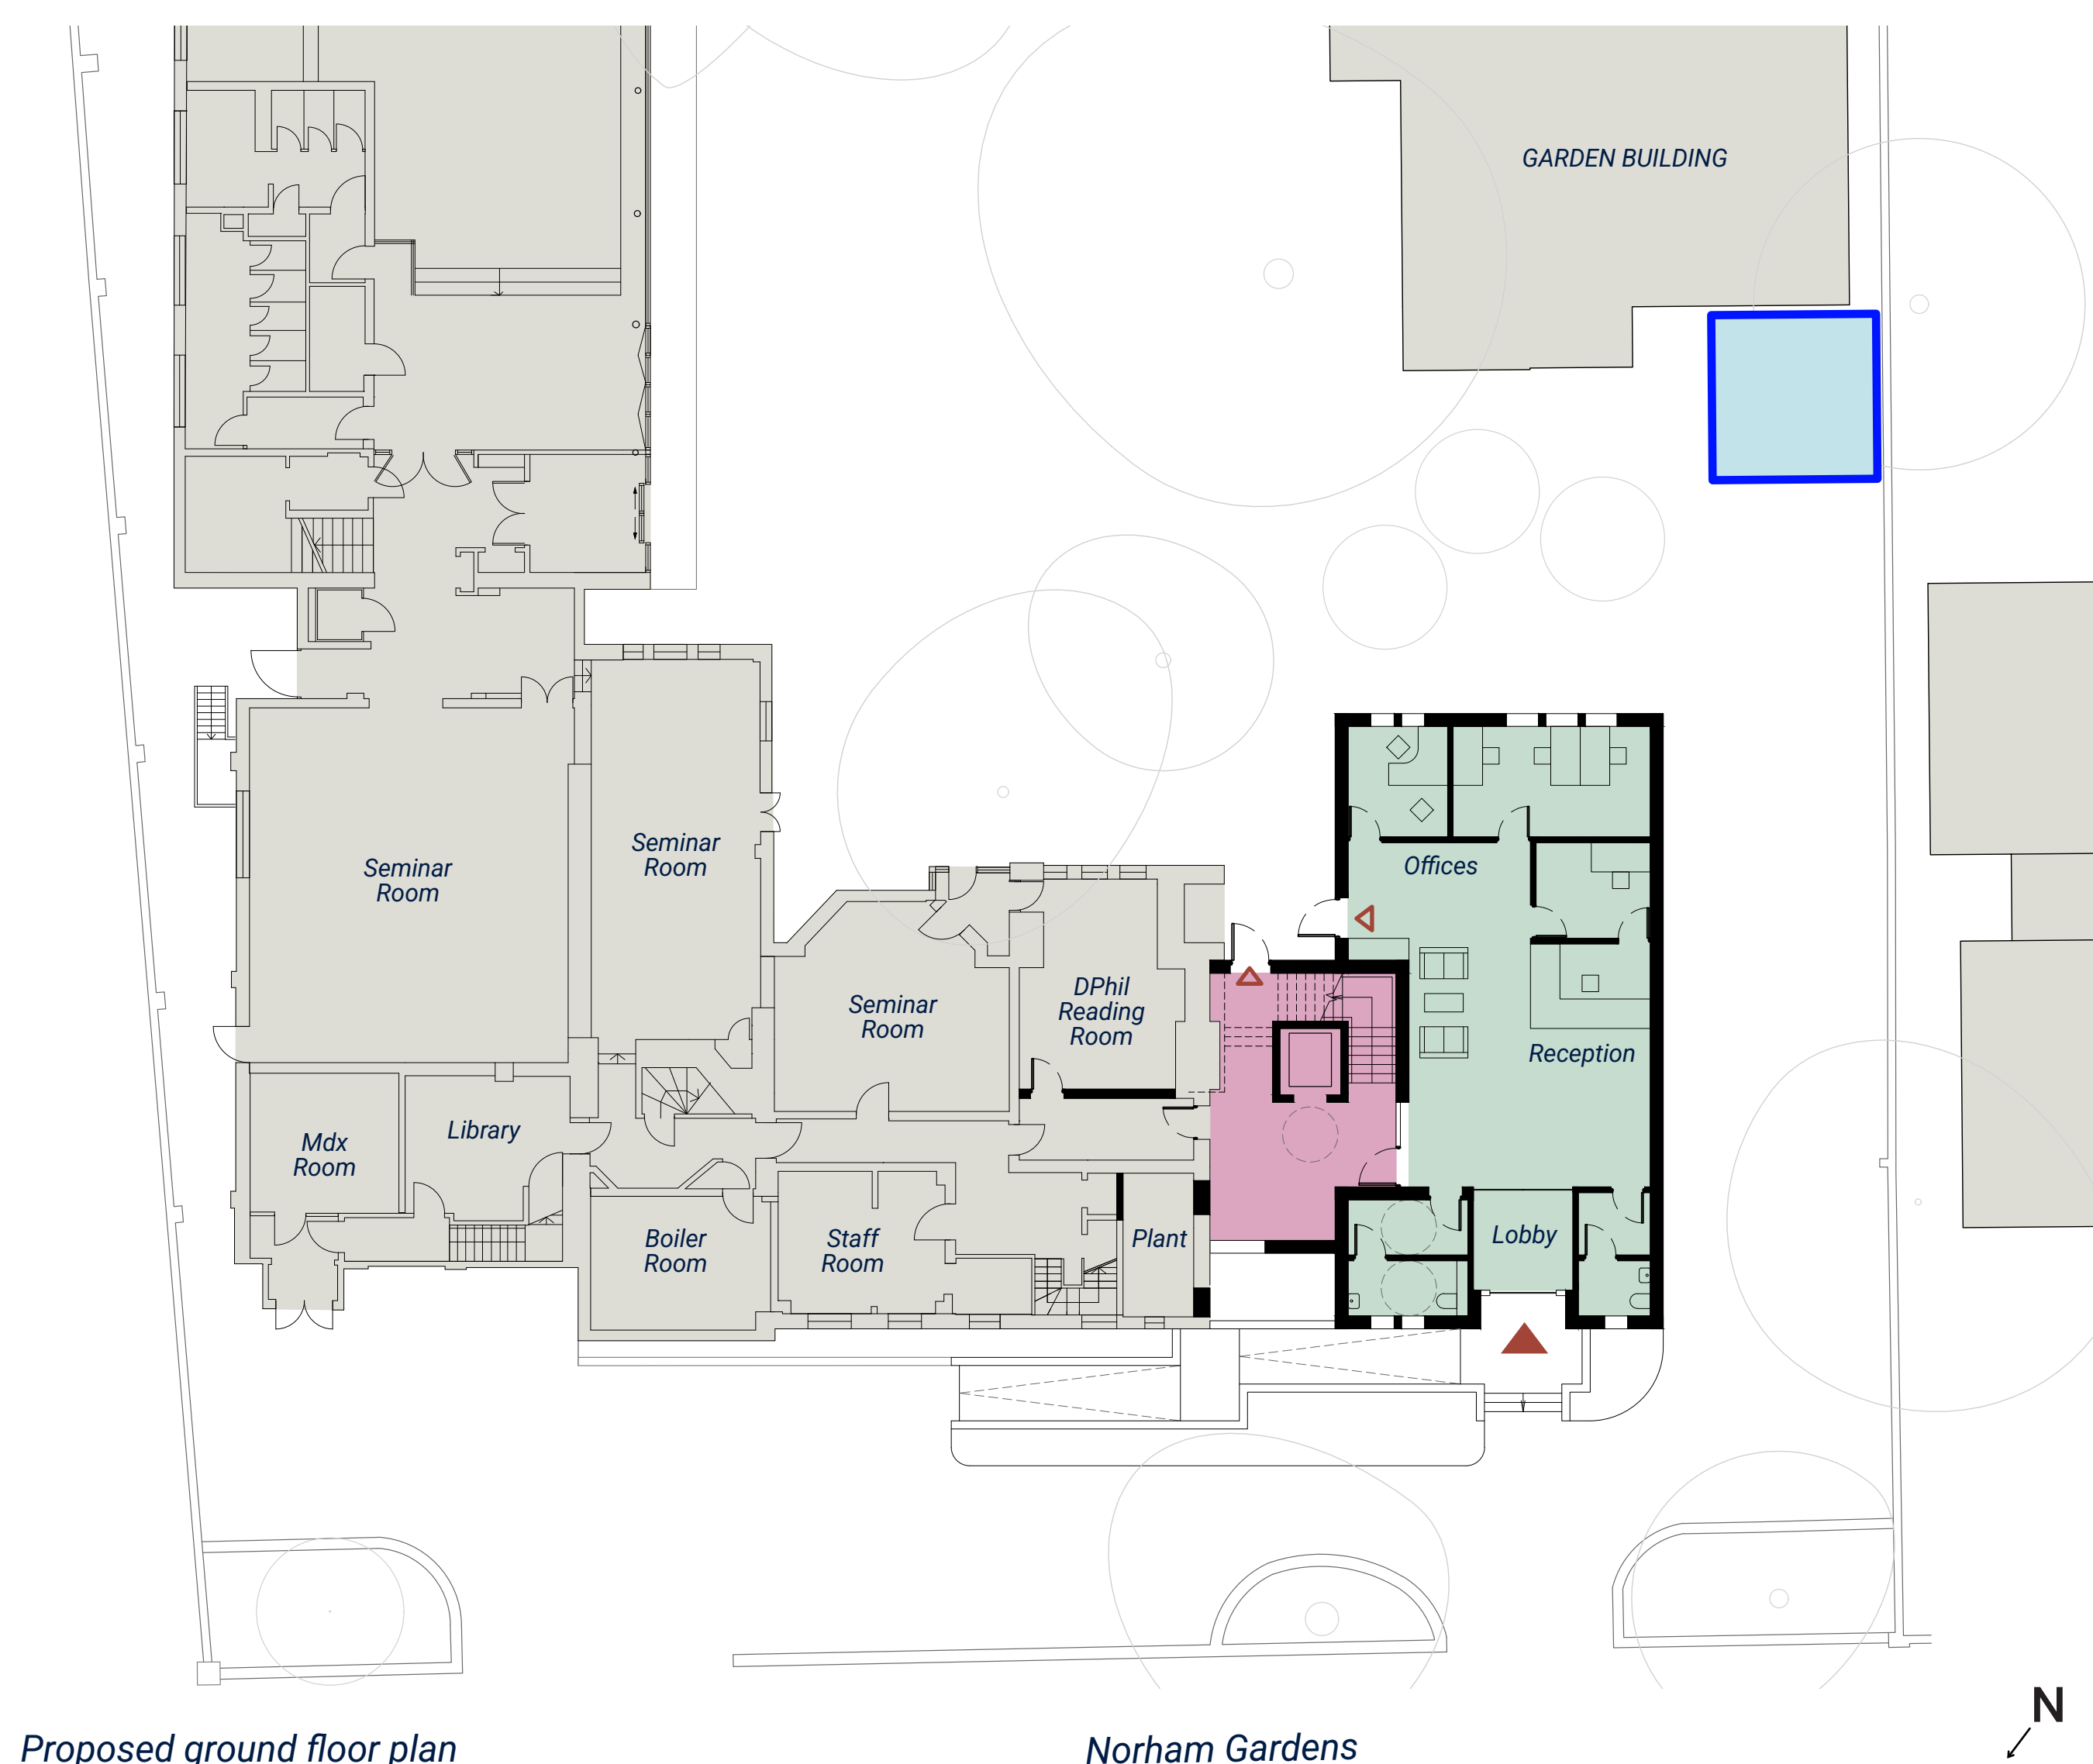 GARDEN BUILDING
Seminar
Room
Seminar
Room
Offices
Seminar
Room
DPhil
Reading
Room
Reception
Mdx
Room
Library
Boiler
Room
Staff
Room
Plant
Lobby
N
Proposed ground floor plan
Norham Gardens